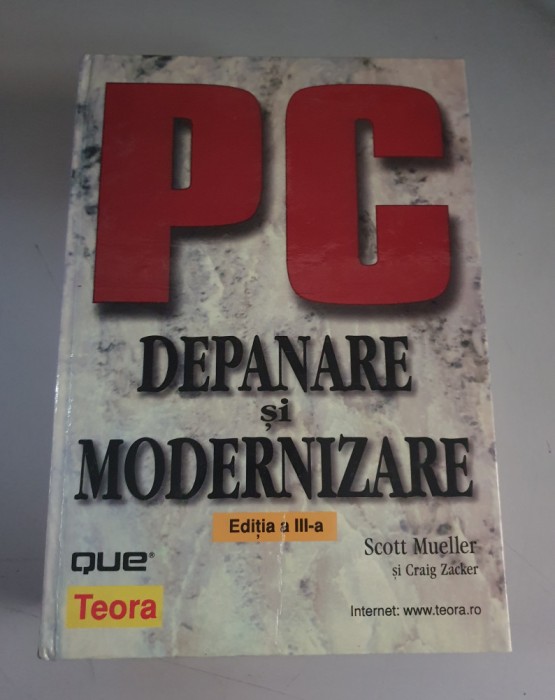 PC
DEPANARE
și
MODERNIZARE
Ediția a III-a
Scott Mueller
și Craig Zacker
QUE®
Teora
Internet: www.teora.ro